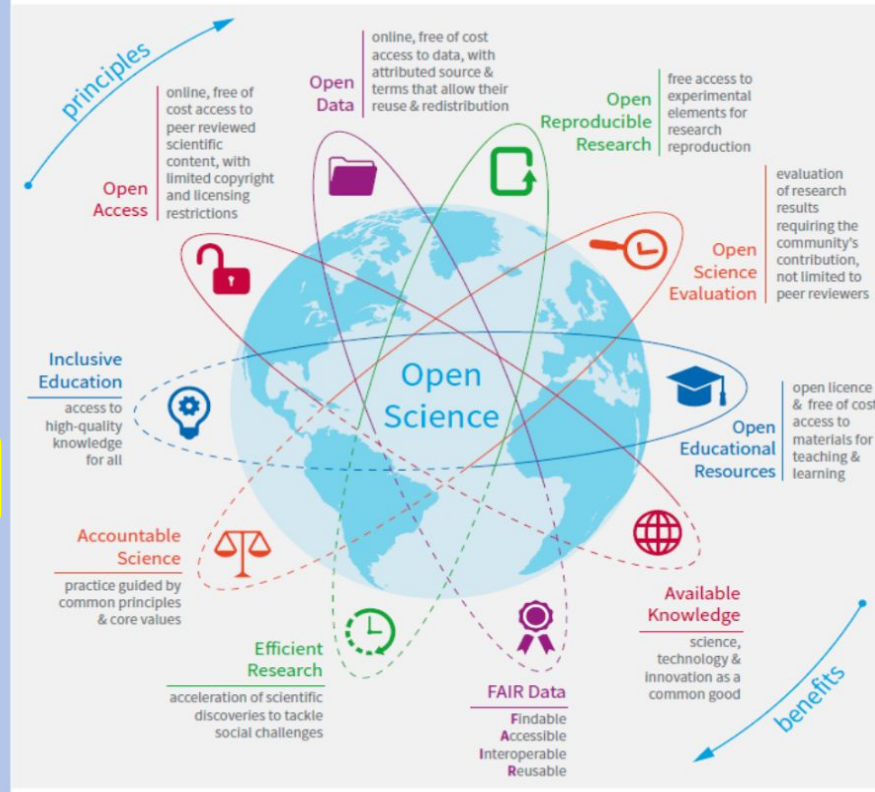 principles
Open
Access
online, free of
cost access to
peer reviewed
scientific
content, with
limited copyright
and licensing
restrictions
Open
Data
online, free of cost
access to data, with
attributed source &
terms that allow their
reuse & redistribution
Open
Reproducible
Research
free access to
experimental
elements for
research
reproduction
Open
Science
Evaluation
evaluation
of research
results
requiring the
community's
contribution,
not limited to
peer reviewers
Open
Science
Open
Educational
Resources
open licence
& free of cost
access to
materials for
teaching &
learning
Inclusive
Education
access to
high-quality
knowledge
for all
Accountable
Science
practice guided by
common principles
& core values
Efficient
Research
acceleration of scientific
discoveries to tackle
social challenges
FAIR Data
Findable
Accessible
Interoperable
Reusable
Available
Knowledge
science,
technology &
innovation as a
common good
benefits